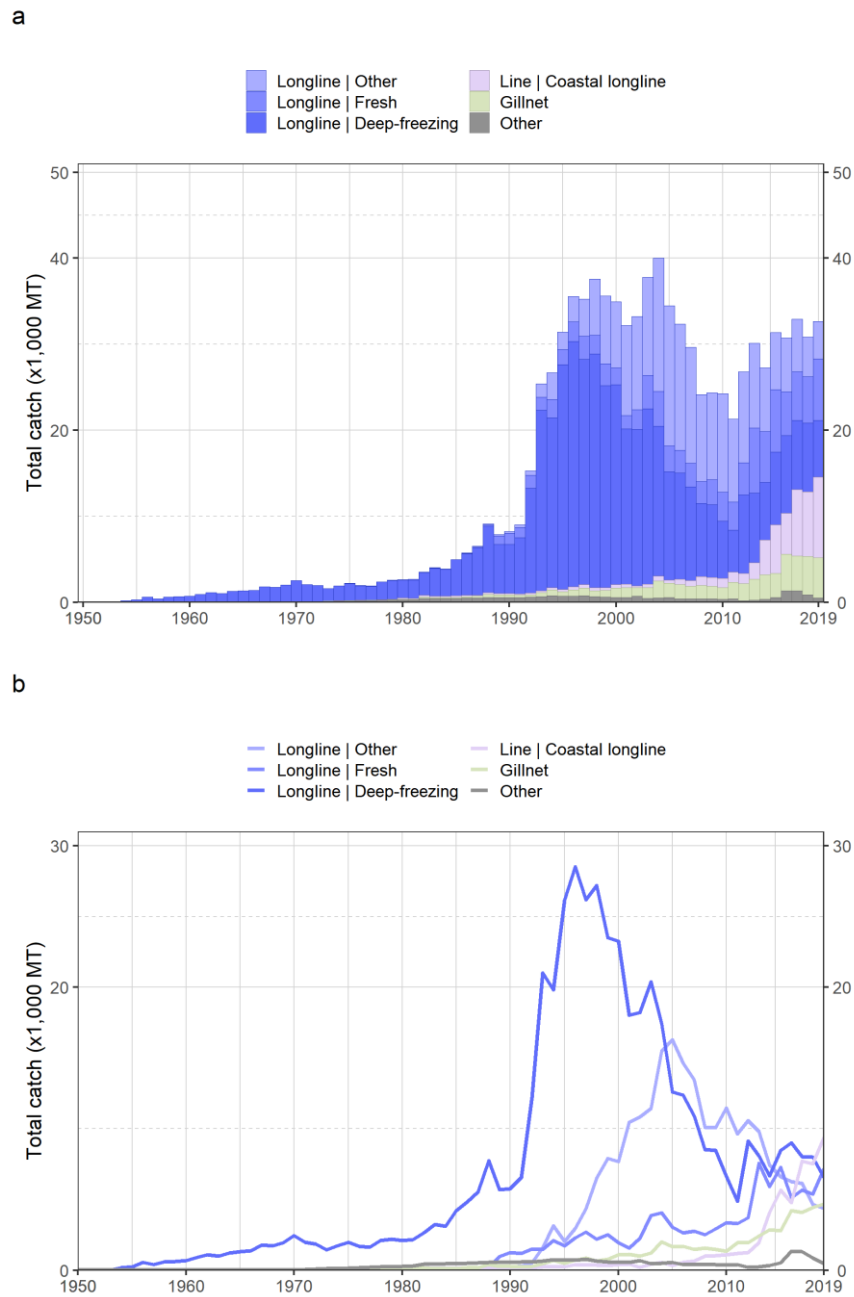 a
Longline | Other Line | Coastal longline
Longline | Fresh Gillnet
Longline | Deep-freezing Other
50 50
40 40
20 20
0 0
Total catch (x1,000 MT)
1950 1960 1970 1980 1990 2000 2010 2019
b
Longline | Other Line | Coastal longline
Longline | Fresh Gillnet
Longline | Deep-freezing Other
30 30
20 20
0 0
Total catch (x1,000 MT)
1950 1960 1970 1980 1990 2000 2010 2019